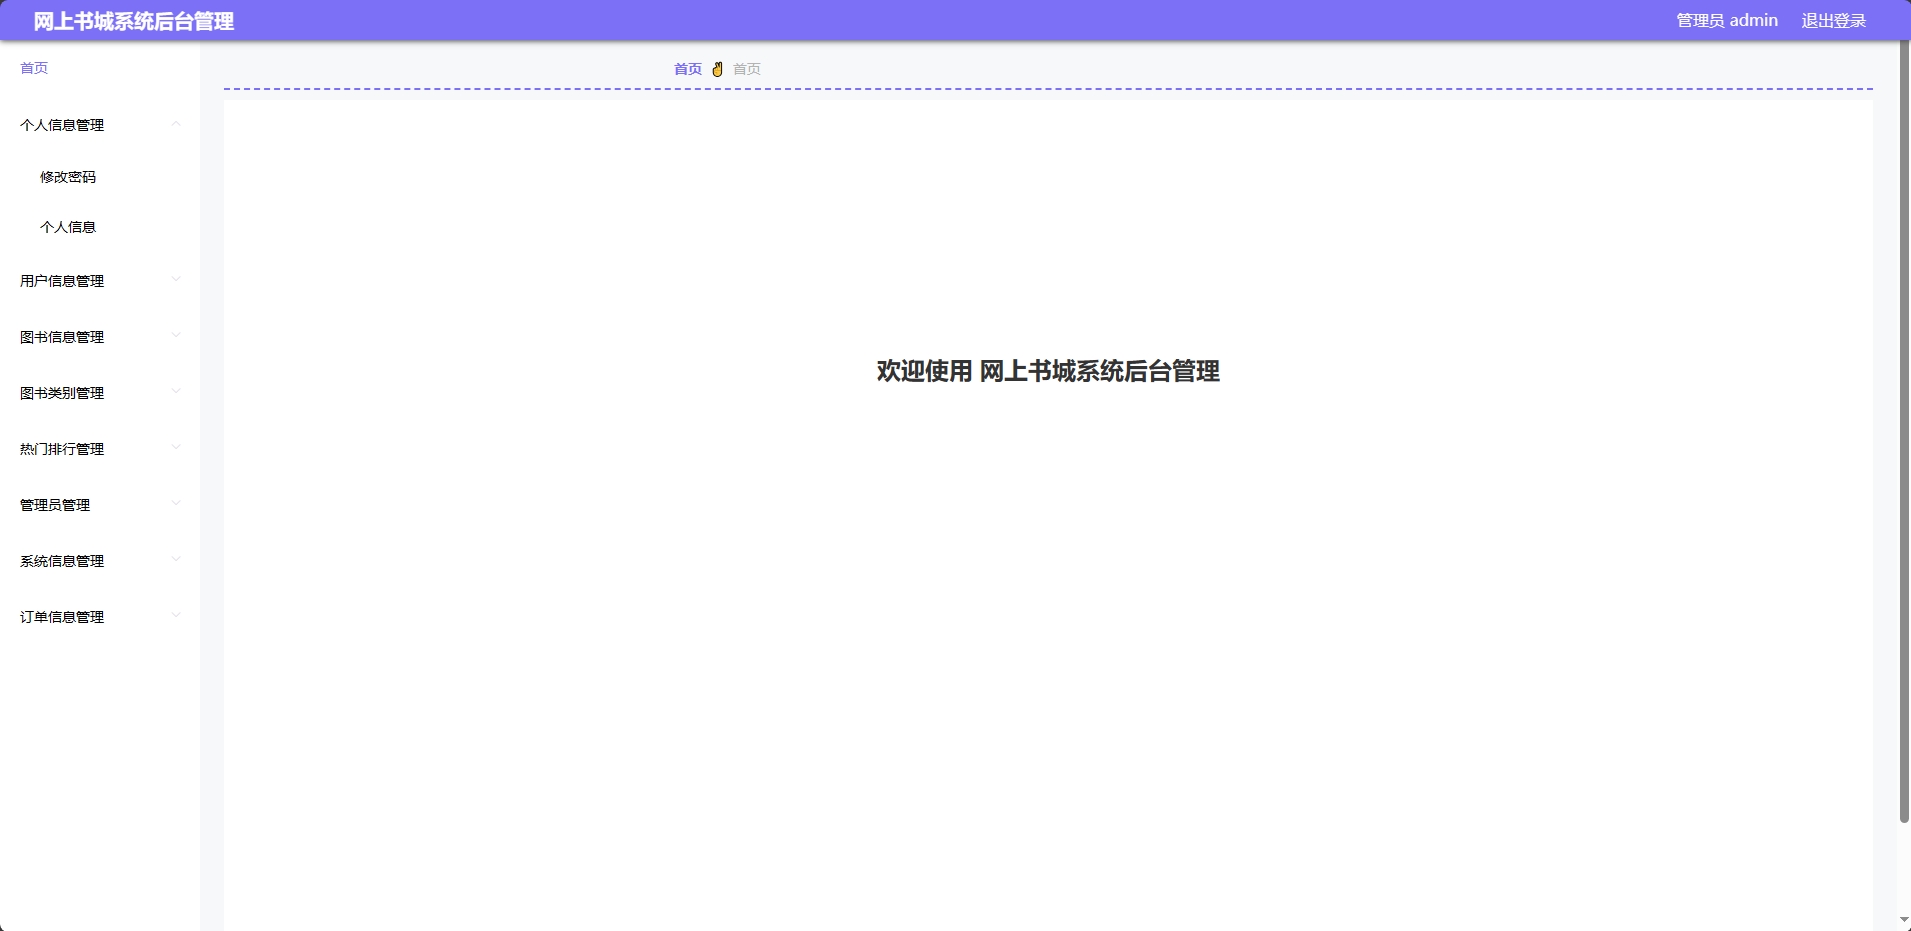 网上书城系统后台管理
管理员 admin 退出登录
首页
个人信息管理
修改密码
个人信息
用户信息管理
图书信息管理
图书类别管理
热门排行管理
管理员管理
系统信息管理
订单信息管理
首页 ✌ 首页
欢迎使用 网上书城系统后台管理